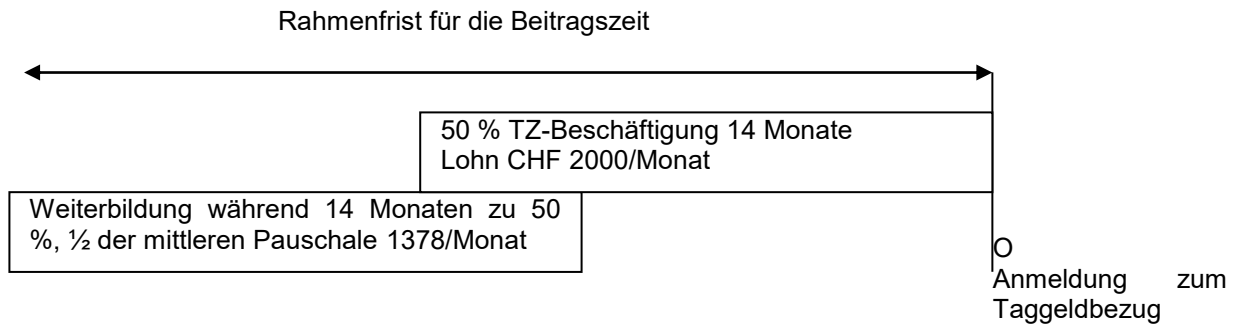 Rahmenfrist für die Beitragszeit
50 % TZ-Beschäftigung 14 Monate
Lohn CHF 2000/Monat
Weiterbildung während 14 Monaten zu 50
%, ½ der mittleren Pauschale 1378/Monat
O
Anmeldung zum
Taggeldbezug